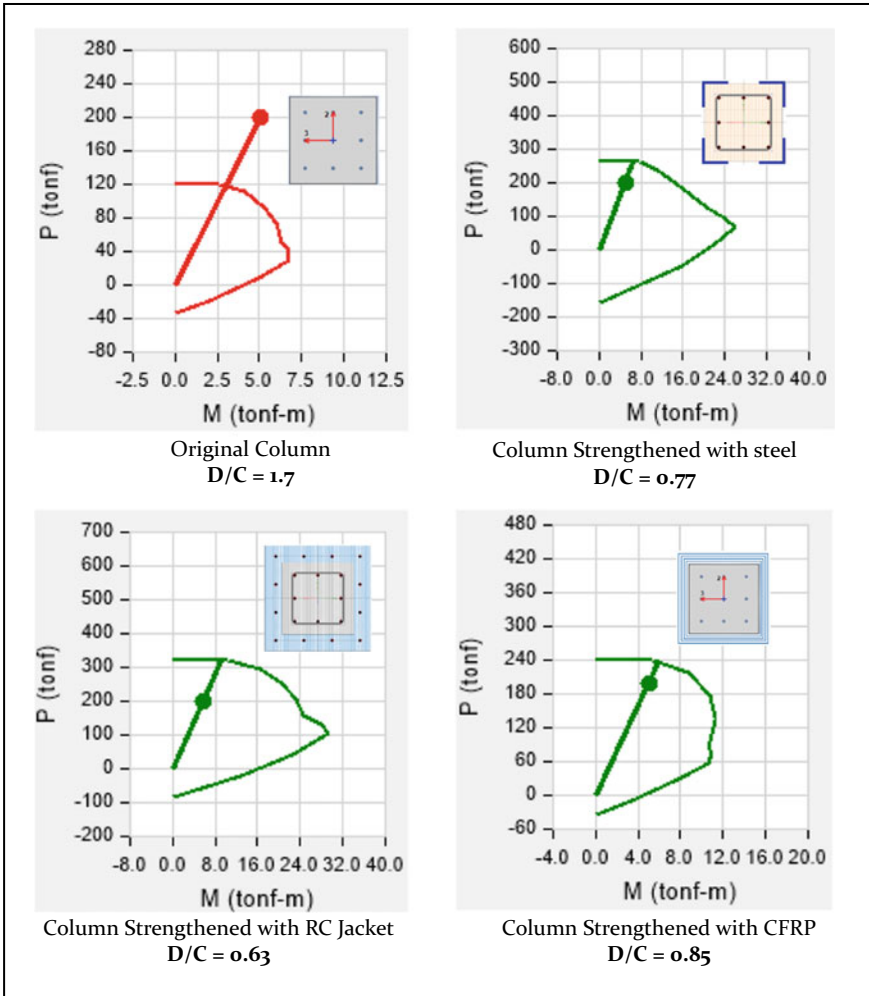 280
240
200
160
120
80
40
0
-40
-80
P (tonf)
-2.5 0.0 2.5 5.0 7.5 10.0 12.5
M (tonf-m)
2
3
Original Column
D/C = 1.7
600
500
400
300
200
100
0
-100
-200
-300
P (tonf)
-8.0 0.0 8.0 16.0 24.0 32.0 40.0
M (tonf-m)
Column Strengthened with steel
D/C = 0.77
700
600
500
400
300
200
100
0
-100
-200
P (tonf)
-8.0 0.0 8.0 16.0 24.0 32.0 40.0
M (tonf-m)
Column Strengthened with RC Jacket
D/C = 0.63
480
420
360
300
240
180
120
60
0
-60
P (tonf)
-4.0 0.0 4.0 8.0 12.0 16.0 20.0
M (tonf-m)
2
Column Strengthened with CFRP
D/C = 0.85